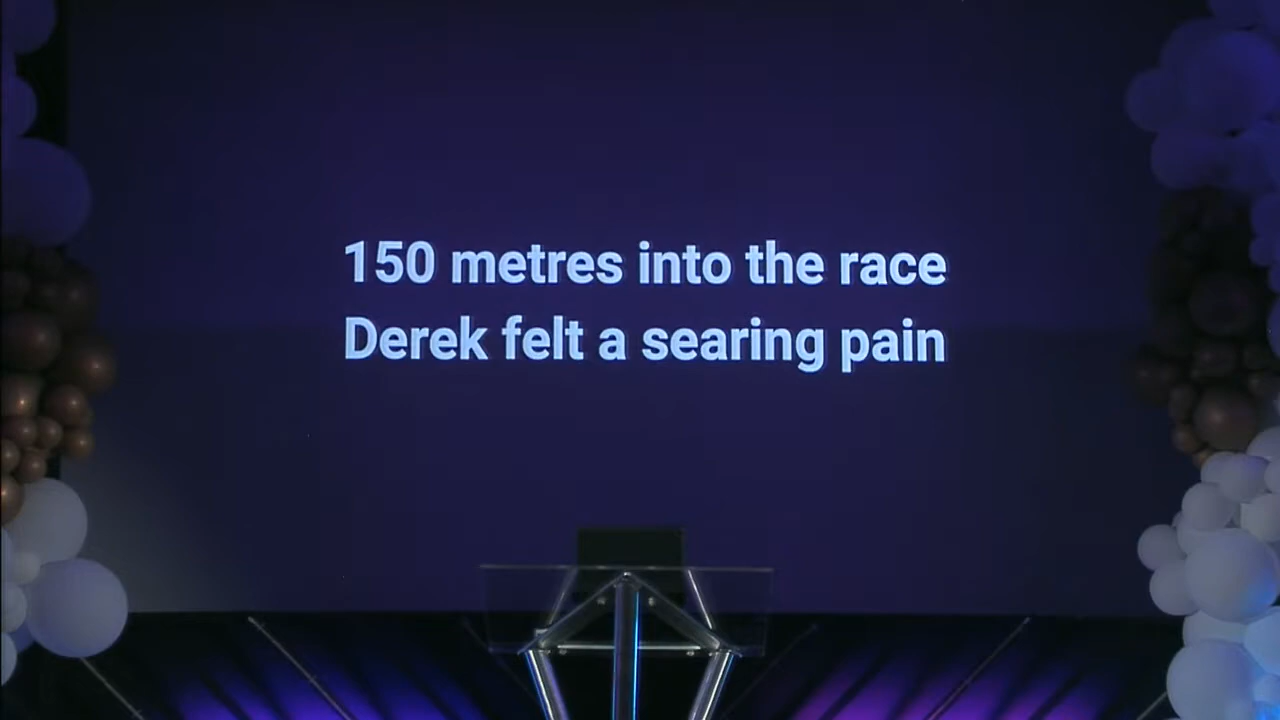 150 metres into the race
Derek felt a searing pain